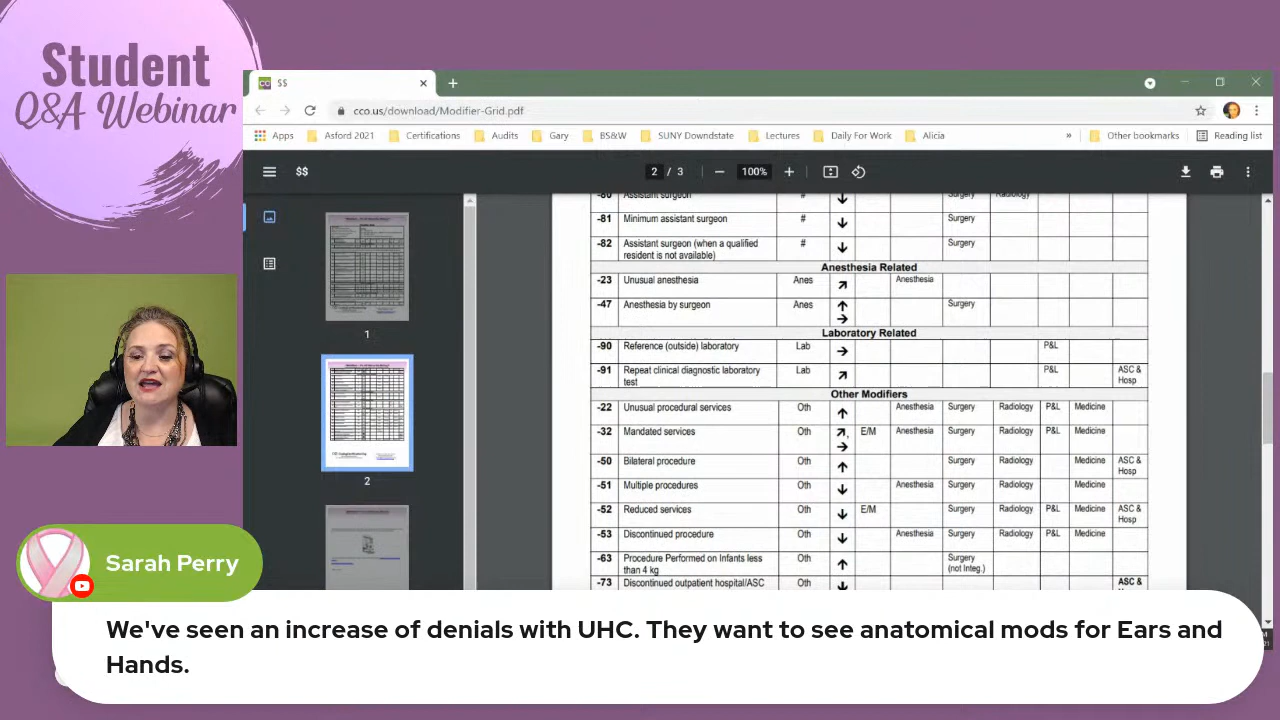 Student
Q&A Webinar
$$
cco.us/download/Modifier-Grid.pdf
Apps Asford 2021 Certifications Audits Gary BS&W SUNY Downstate Lectures Daily For Work Alicia » Other bookmarks Reading list
$$ 2 / 3 100%
1
2
-80 Assistant surgeon # ↓ Surgery Radiology
-81 Minimum assistant surgeon # ↓ Surgery
-82 Assistant surgeon (when a qualified # ↓ Surgery
resident is not available)
Anesthesia Related
-23 Unusual anesthesia Anes ↗ Anesthesia
-47 Anesthesia by surgeon Anes ↑ Surgery
→
Laboratory Related
-90 Reference (outside) laboratory Lab → P&L
-91 Repeat clinical diagnostic laboratory Lab ↗ P&L ASC &
test Hosp
Other Modifiers
-22 Unusual procedural services Oth ↑ Anesthesia Surgery Radiology P&L Medicine
-32 Mandated services Oth ↗, E/M Anesthesia Surgery Radiology P&L Medicine
→
-50 Bilateral procedure Oth ↑ Surgery Radiology Medicine ASC &
Hosp
-51 Multiple procedures Oth ↓ Anesthesia Surgery Radiology Medicine
-52 Reduced services Oth ↓ E/M Surgery Radiology P&L Medicine ASC &
Hosp
-53 Discontinued procedure Oth ↓ Anesthesia Surgery Radiology P&L Medicine
-63 Procedure Performed on Infants less Oth ↑ Surgery
than 4 kg (not Integ.)
-73 Discontinued outpatient hospital/ASC Oth ↓ ASC &
Sarah Perry
We've seen an increase of denials with UHC. They want to see anatomical mods for Ears and
Hands.